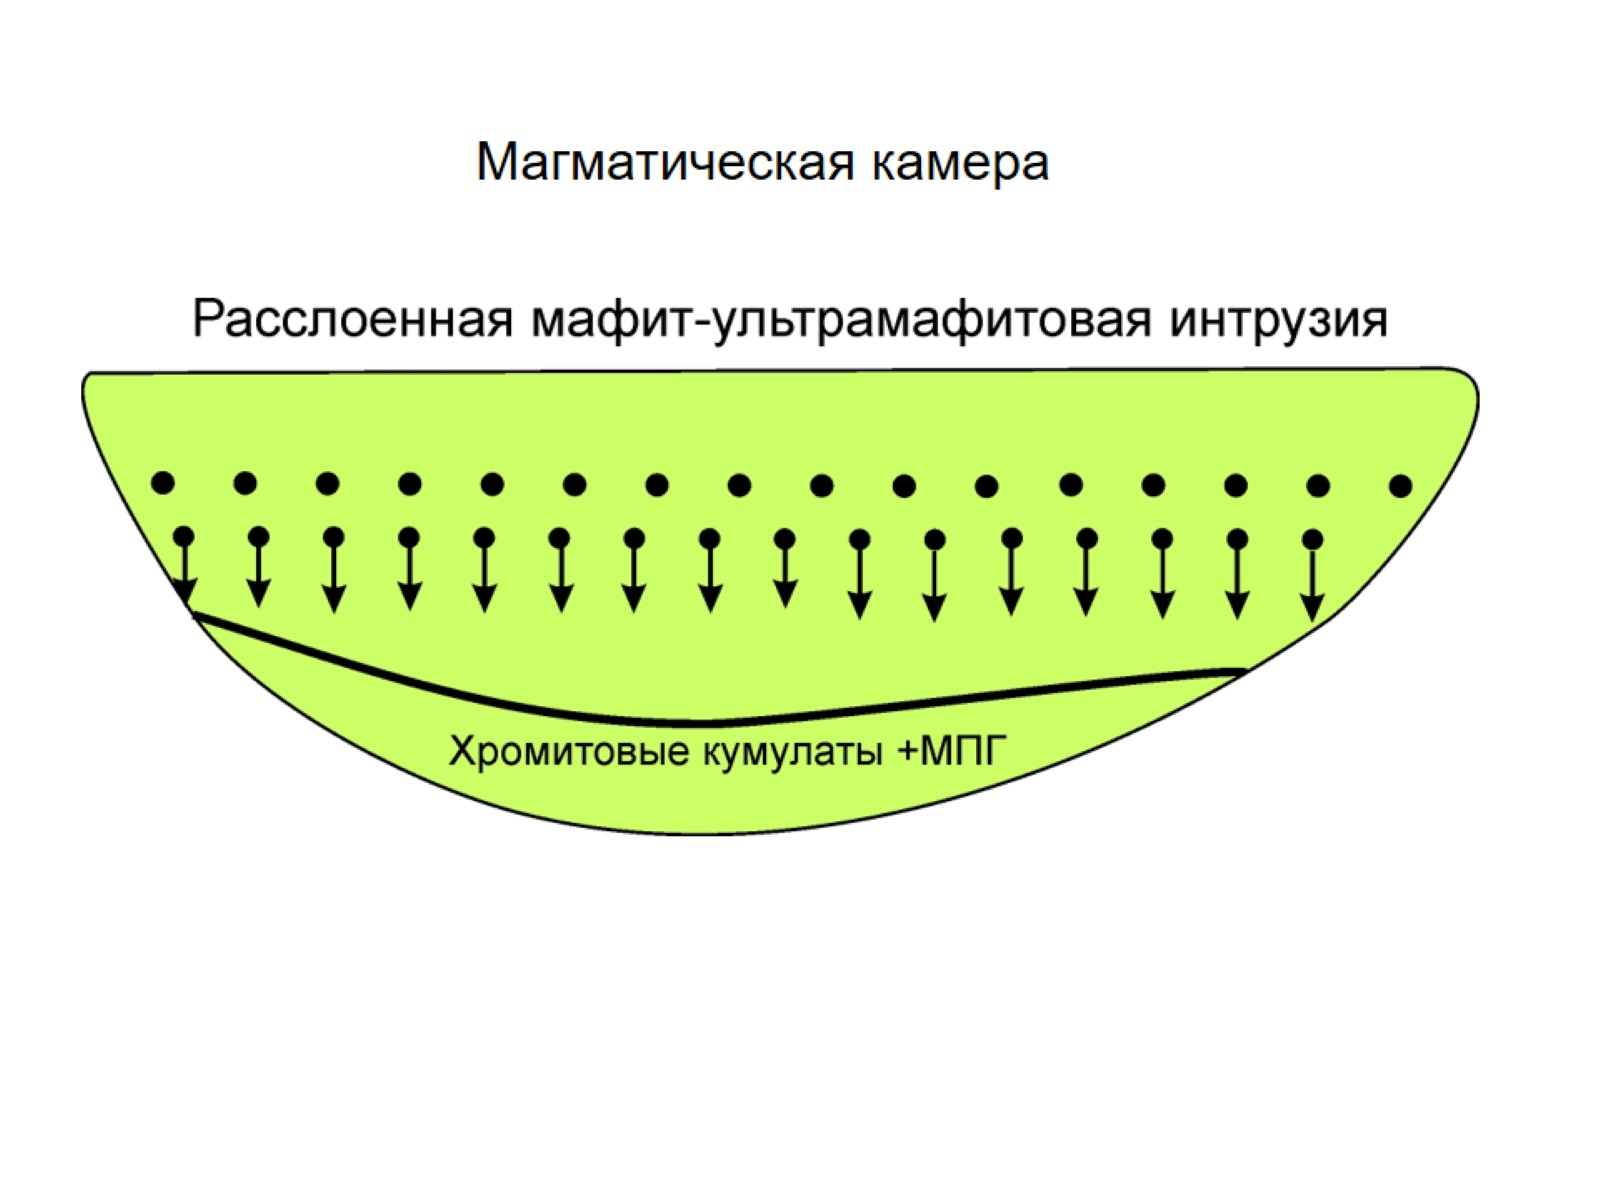 Магматическая камера
Расслоенная мафит-ультрамафитовая интрузия
Хромитовые кумулаты +МПГ